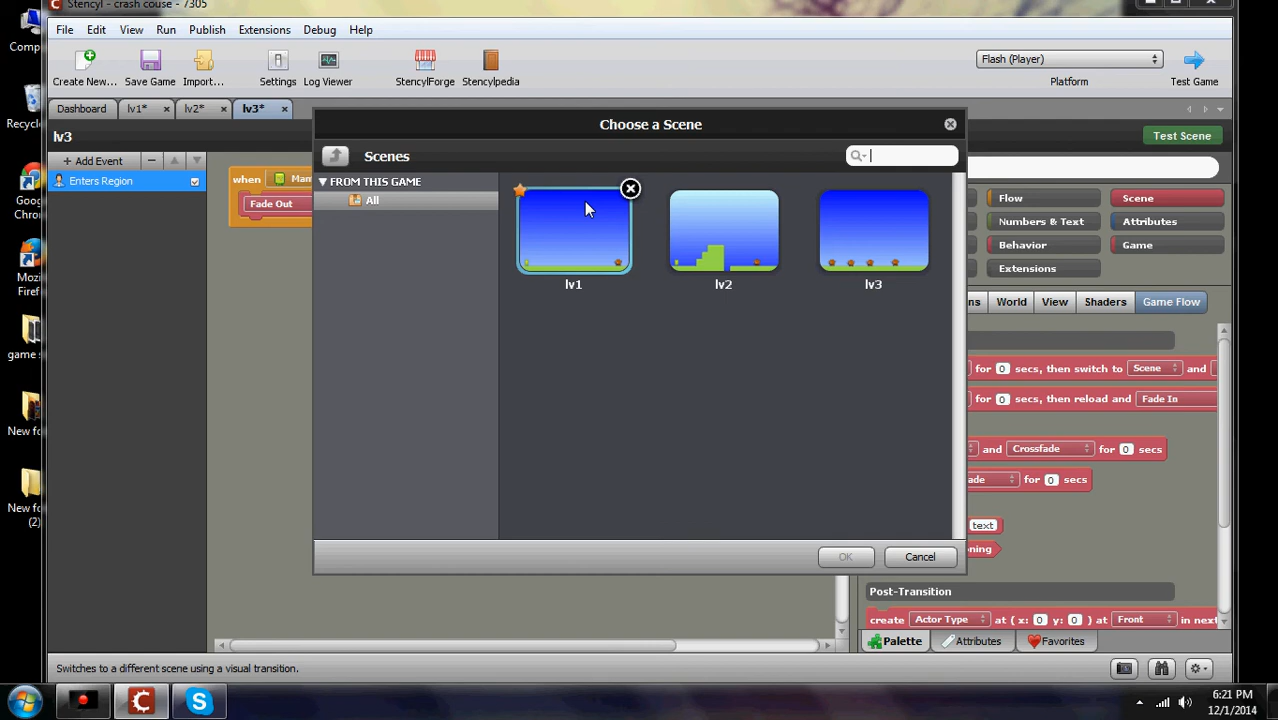 Stencyl - crash couse - 7305
File Edit View Run Publish Extensions Debug Help
Create New... Save Game Import... Settings Log Viewer StencylForge Stencylpedia
Flash (Player)
Platform
Test Game
Dashboard lv1* lv2* lv3*
lv3
Test Scene
Add Event
Enters Region
when
Fade Out
Choose a Scene
Scenes
FROM THIS GAME
All
lv1 lv2 lv3
OK Cancel
Flow Scene
Numbers & Text Attributes
Behavior Game
Extensions
World View Shaders Game Flow
for 0 secs, then switch to Scene and
for 0 secs, then reload and Fade In
and Crossfade for 0 secs
for 0 secs
text
Post-Transition
create Actor Type at ( x: 0 y: 0 ) at Front in next
Palette Attributes Favorites
Switches to a different scene using a visual transition.
Recycle
Google
Chrom
Mozil
Firef
game s
New fo
New fo
(2)
6:21 PM
12/1/2014